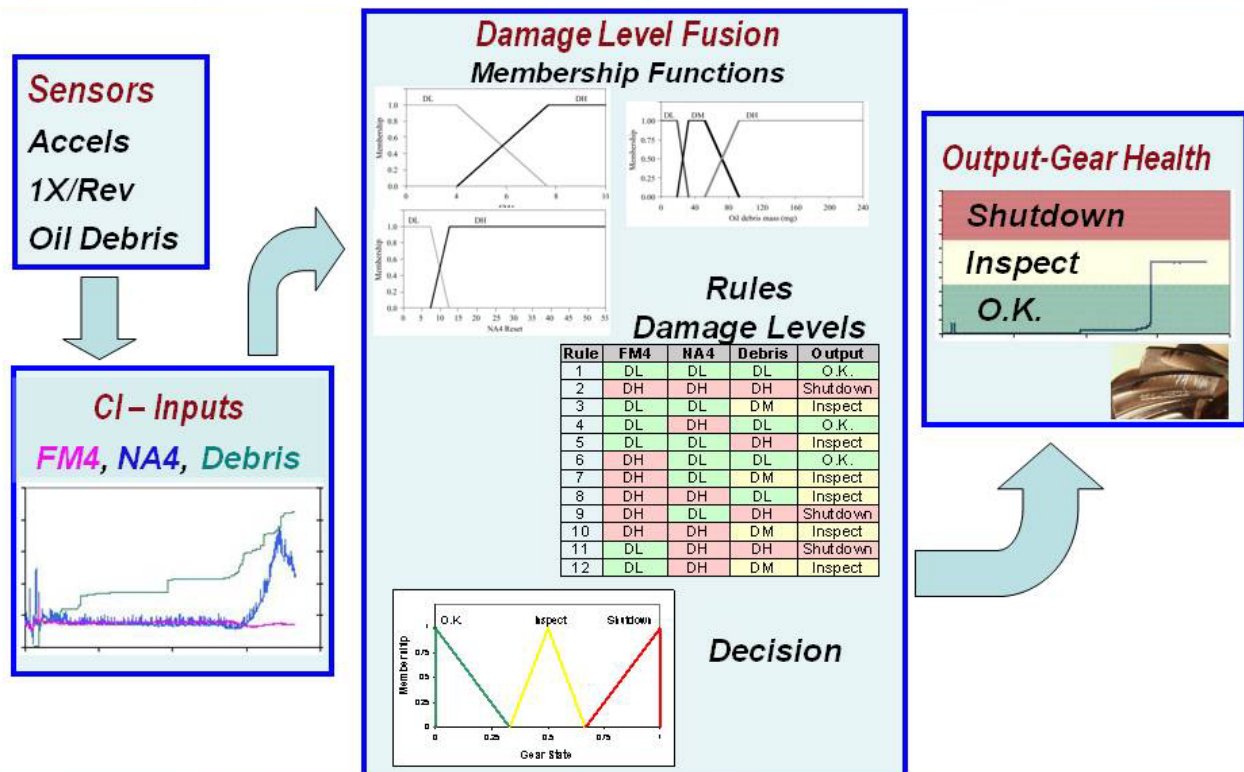 Sensors
Accels
1X/Rev
Oil Debris
CI – Inputs
FM4, NA4, Debris
Damage Level Fusion
Membership Functions
DL DH
Membership
1.0
0.8
0.6
0.4
0.2
0.0
0 4 6 8 10
DL DM DH
Membership
1.00
0.75
0.50
0.25
0.00
0 40 80 120 160 200 240
Oil debris mass (mg)
DL DH
Membership
1.0
0.8
0.6
0.4
0.2
0
0 5 10 15 20 25 30 35 40 45 50 55
NA4 Reset
Rules
Damage Levels
Rule FM4 NA4 Debris Output
1 DL DL DL O.K.
2 DH DH DH Shutdown
3 DL DL DM Inspect
4 DL DH DL O.K.
5 DL DL DH Inspect
6 DH DL DL O.K.
7 DH DL DM Inspect
8 DH DH DL Inspect
9 DH DL DH Shutdown
10 DH DH DM Inspect
11 DL DH DH Shutdown
12 DL DH DM Inspect
O.K. Inspect Shutdown
Membership
1
0.75
0.5
0.25
0
0 0.25 0.5 0.75 1
Gear State
Decision
Output-Gear Health
Shutdown
Inspect
O.K.